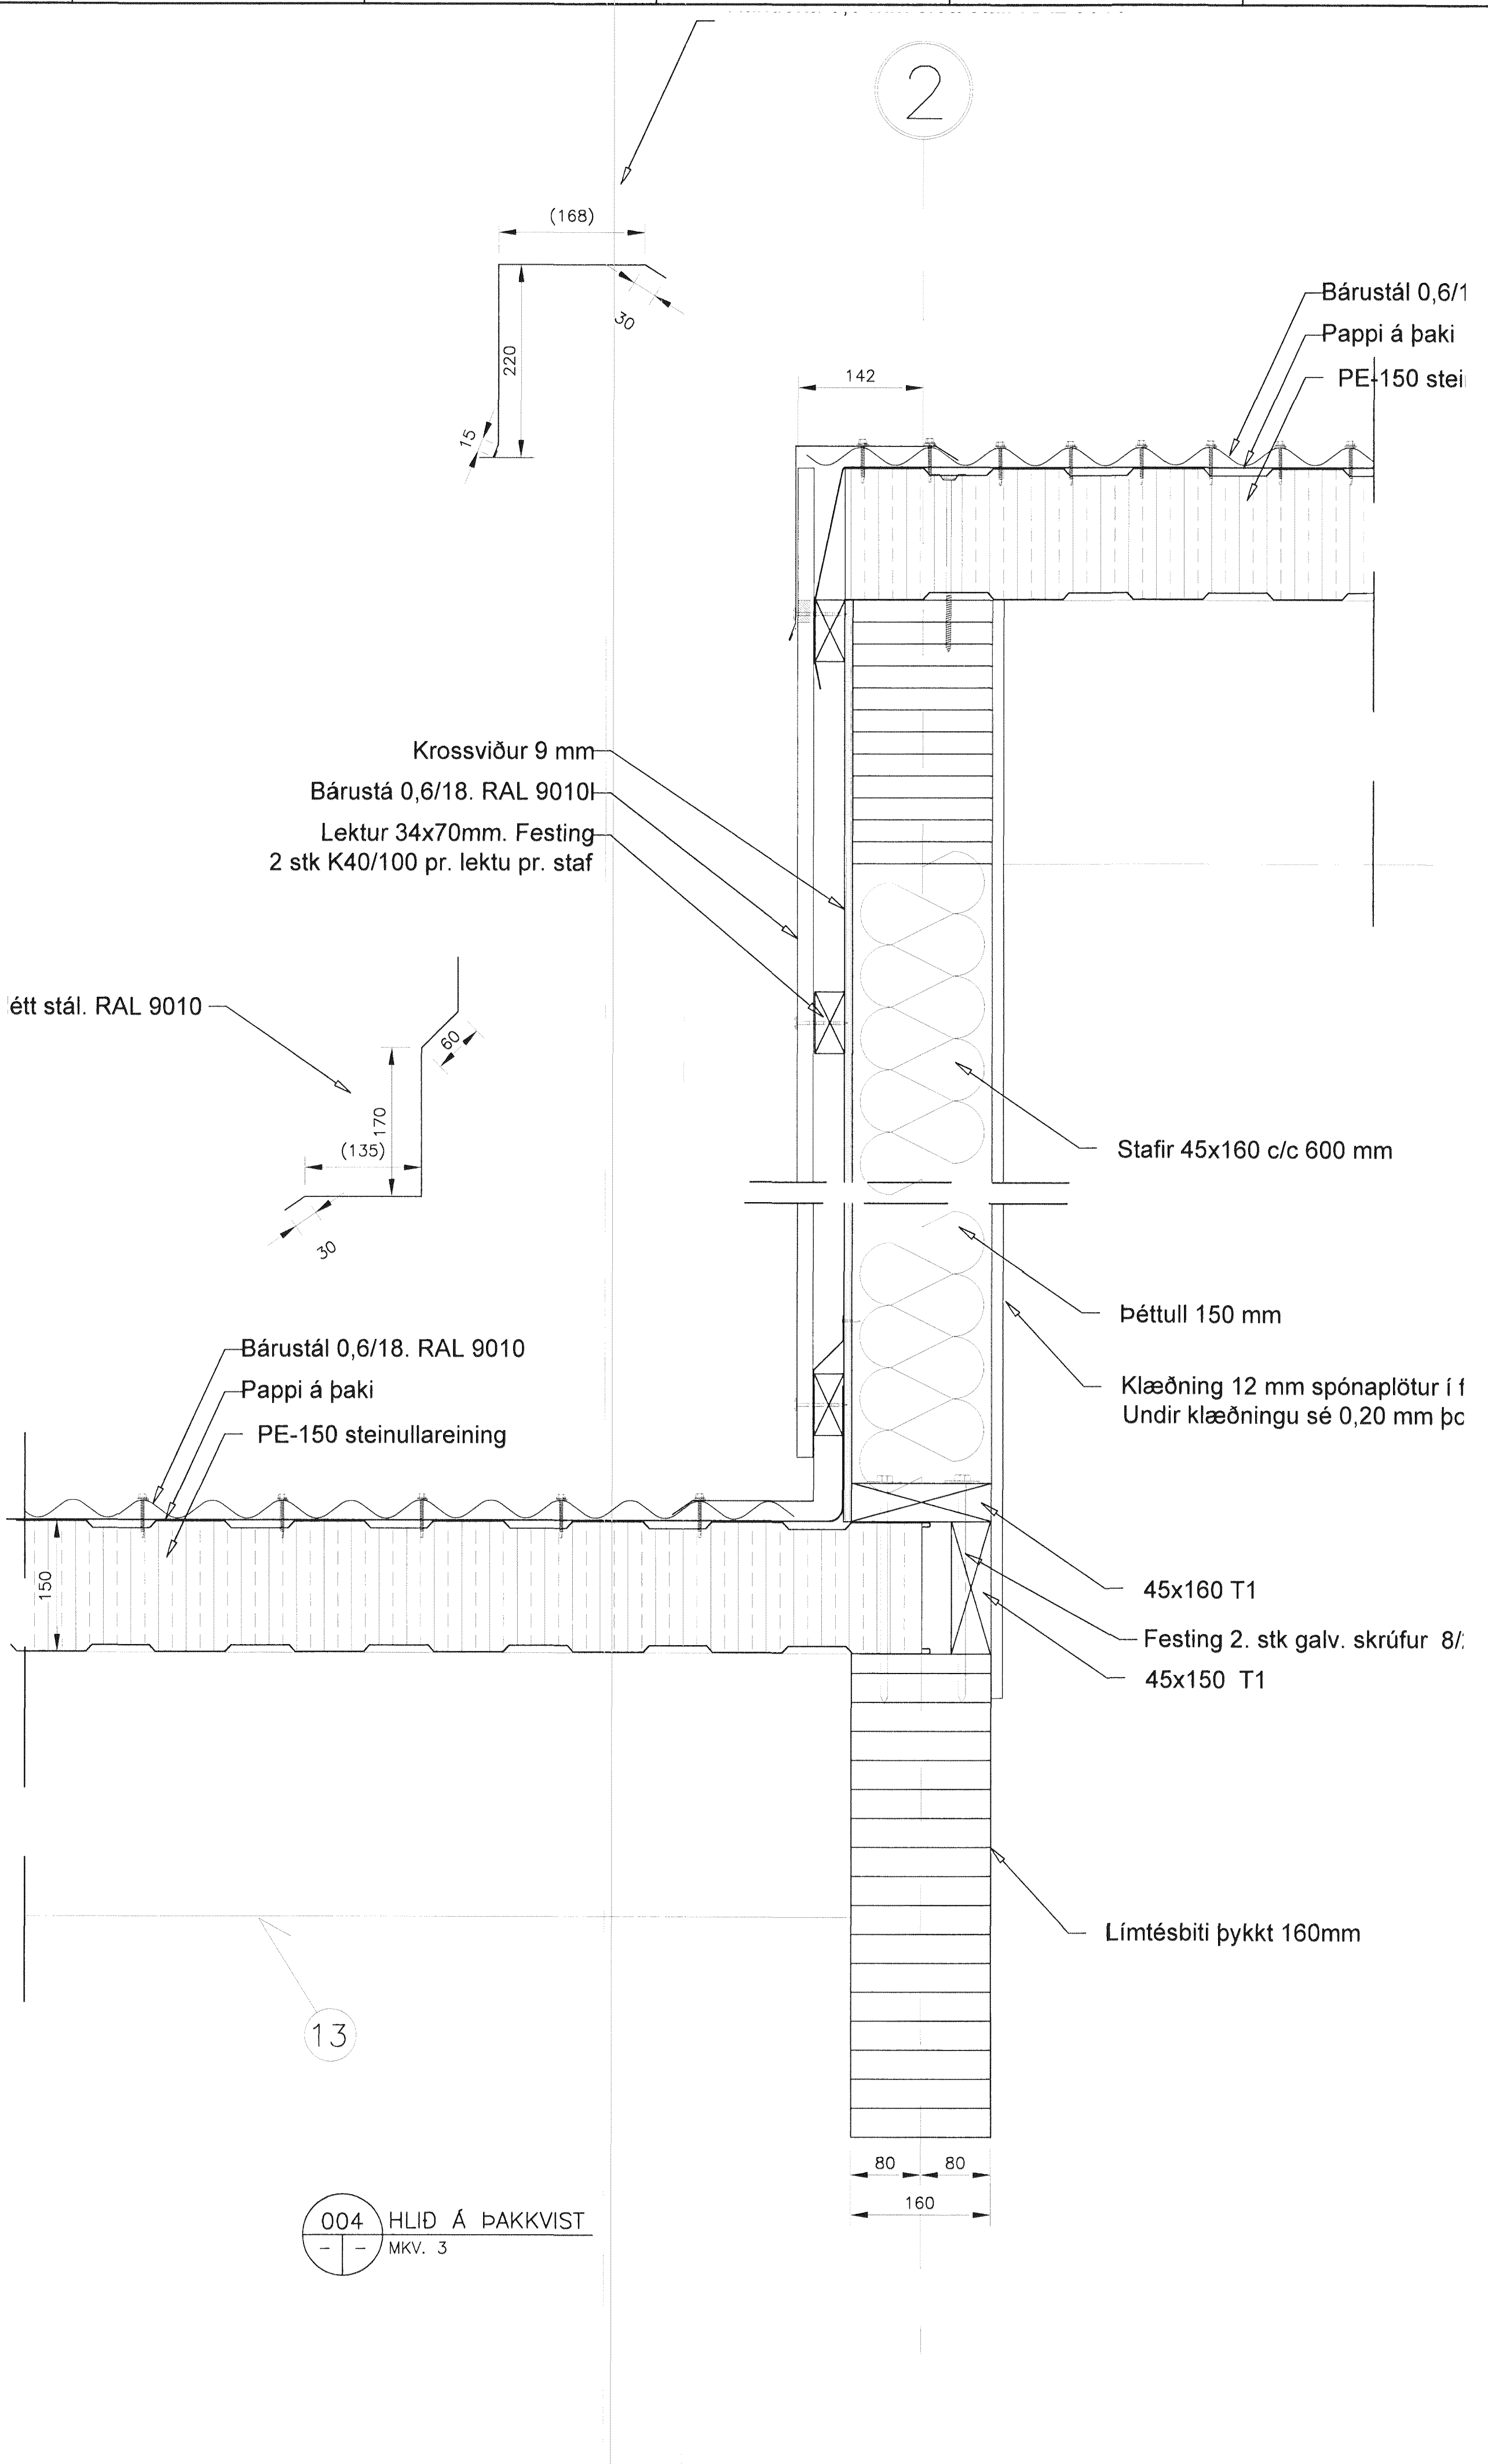 2
(168)
30
220
15
142
Bárustál 0,6/1
Pappi á þaki
PE-150 stei
Krossviður 9 mm
Bárustá 0,6/18. RAL 9010l
Lektur 34x70mm. Festing
2 stk K40/100 pr. lektu pr. staf
étt stál. RAL 9010
60
170
(135)
30
Stafir 45x160 c/c 600 mm
Þéttull 150 mm
Klæðning 12 mm spónaplötur í f
Undir klæðningu sé 0,20 mm þo
Bárustál 0,6/18. RAL 9010
Pappi á þaki
PE-150 steinullareining
150
45x160 T1
Festing 2. stk galv. skrúfur 8/
45x150 T1
Límtésbiti þykkt 160mm
13
80 80
160
004 HLIÐ Á ÞAKKVIST
- - MKV. 3